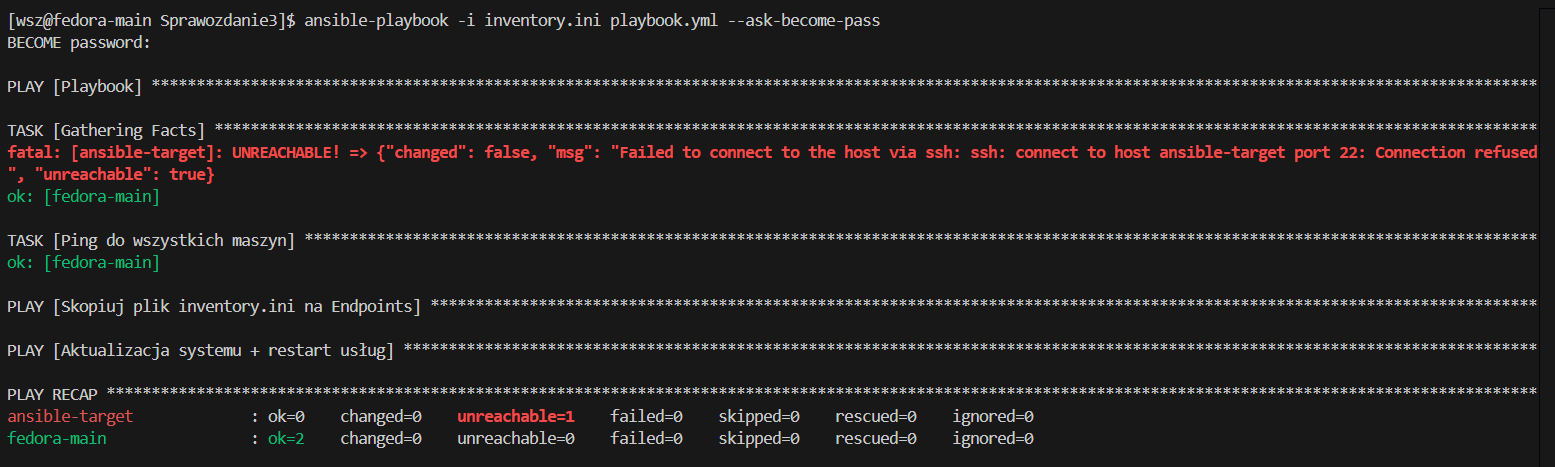 [wsz@fedora-main Sprawozdanie3]$ ansible-playbook -i inventory.ini playbook.yml --ask-become-pass
BECOME password:
PLAY [Playbook] ****************************************************************************************************************************************************************
TASK [Gathering Facts] *********************************************************************************************************************************************************
fatal: [ansible-target]: UNREACHABLE! => {"changed": false, "msg": "Failed to connect to the host via ssh: ssh: connect to host ansible-target port 22: Connection refused
", "unreachable": true}
ok: [fedora-main]
TASK [Ping do wszystkich maszyn] ***********************************************************************************************************************************************
ok: [fedora-main]
PLAY [Skopiuj plik inventory.ini na Endpoints] *********************************************************************************************************************************
PLAY [Aktualizacja systemu + restart usług] ************************************************************************************************************************************
PLAY RECAP *********************************************************************************************************************************************************************
ansible-target : ok=0 changed=0 unreachable=1 failed=0 skipped=0 rescued=0 ignored=0
fedora-main : ok=2 changed=0 unreachable=0 failed=0 skipped=0 rescued=0 ignored=0